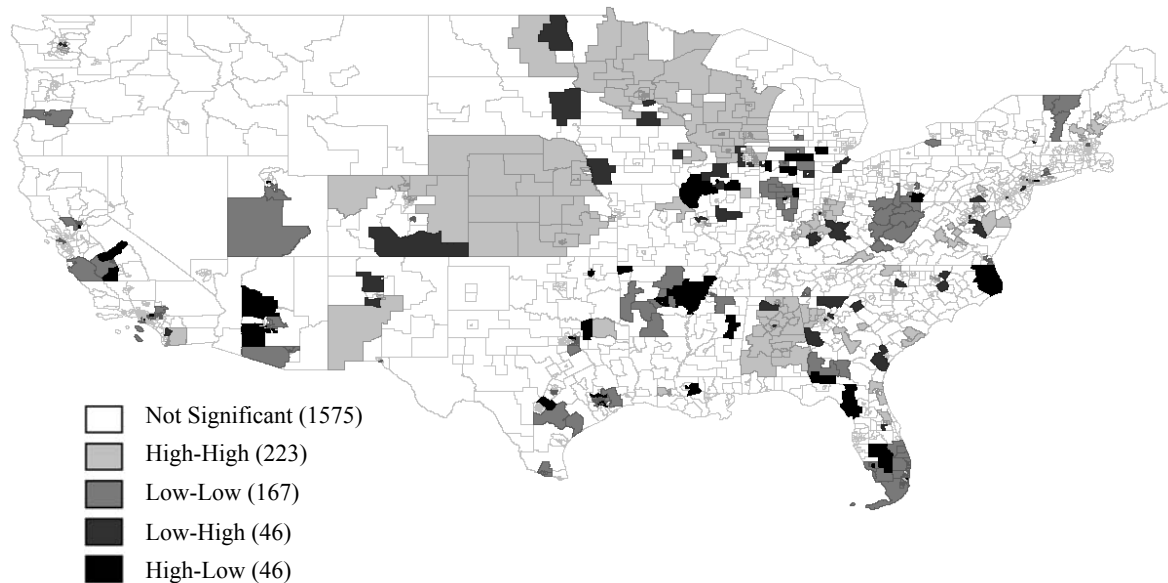 Not Significant (1575)
High-High (223)
Low-Low (167)
Low-High (46)
High-Low (46)